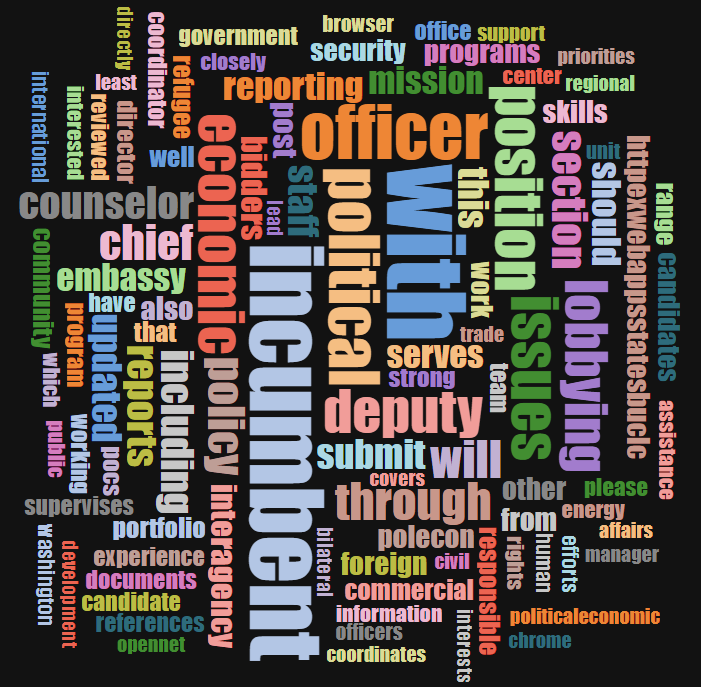 browser
office
support
government
security
programs
directly
coordinator
closely
priorities
refugee
reporting
mission
center
regional
least
international
interested
reviewed
director
post
officer
position
skills
economic
bidders
section
unit
httpexwebappsstatesbuclc
well
staff
political
with
this
should
range
counselor
lead
chief
community
incumbent
candidates
embassy
work
have
also
lobbying
program
updated
that
issues
trade
serves
reports
including
policy
which
strong
team
deputy
assistance
public
working
pocs
submit
will
covers
other
please
supervises
interagency
through
energy
portfolio
from
washington
bilateral
polecon
responsible
affairs
development
experience
foreign
civil
rights
human
efforts
manager
documents
commercial
candidate
information
interests
politicaleconomic
references
officers
chrome
opennet
coordinates